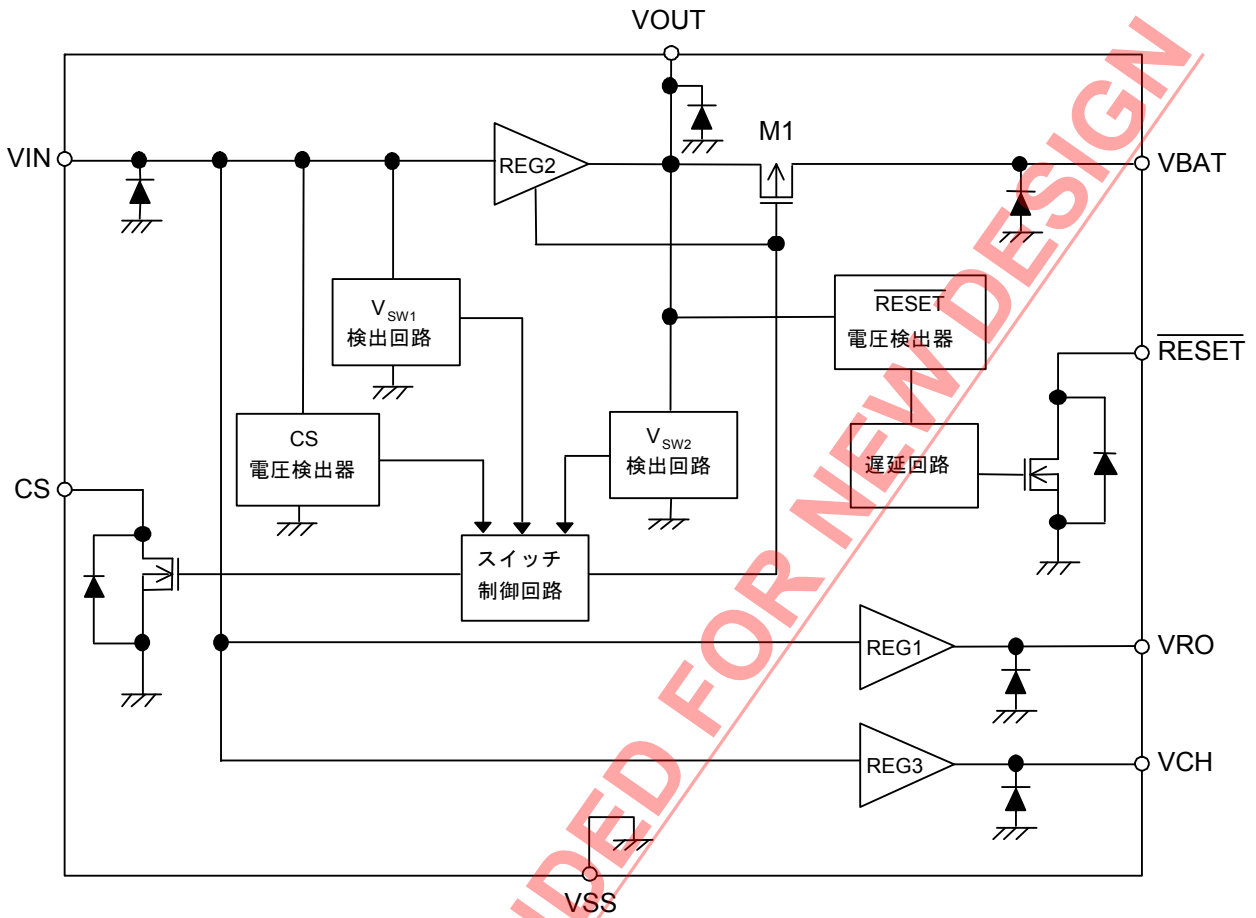 VOUT
M1
VIN
REG2
VBAT
V_SW1
検出回路
RESET
電圧検出器
RESET
CS
電圧検出器
V_SW2
検出回路
遅延回路
CS
スイッチ
制御回路
REG1
VRO
REG3
VCH
VSS
NDED FOR NEW DESIGN